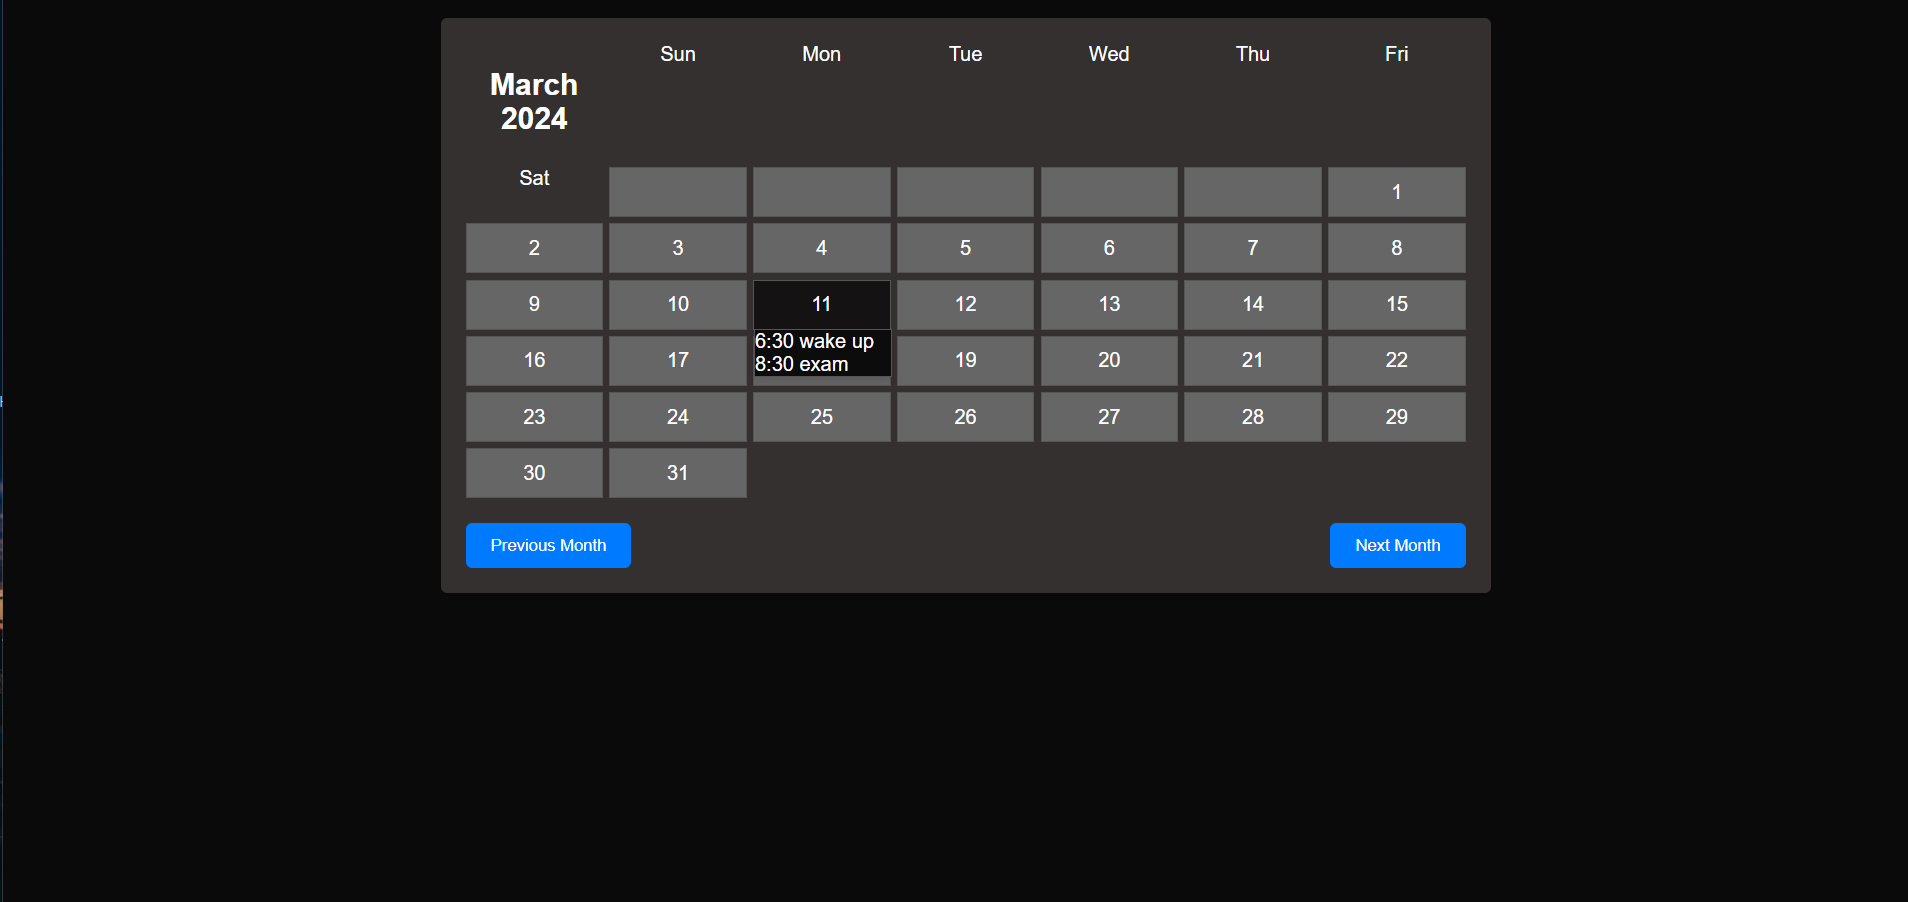 Sun Mon Tue Wed Thu Fri
March
2024
Sat 1
2 3 4 5 6 7 8
9 10 11 12 13 14 15
6:30 wake up
8:30 exam
16 17 19 20 21 22
23 24 25 26 27 28 29
30 31
Previous Month Next Month